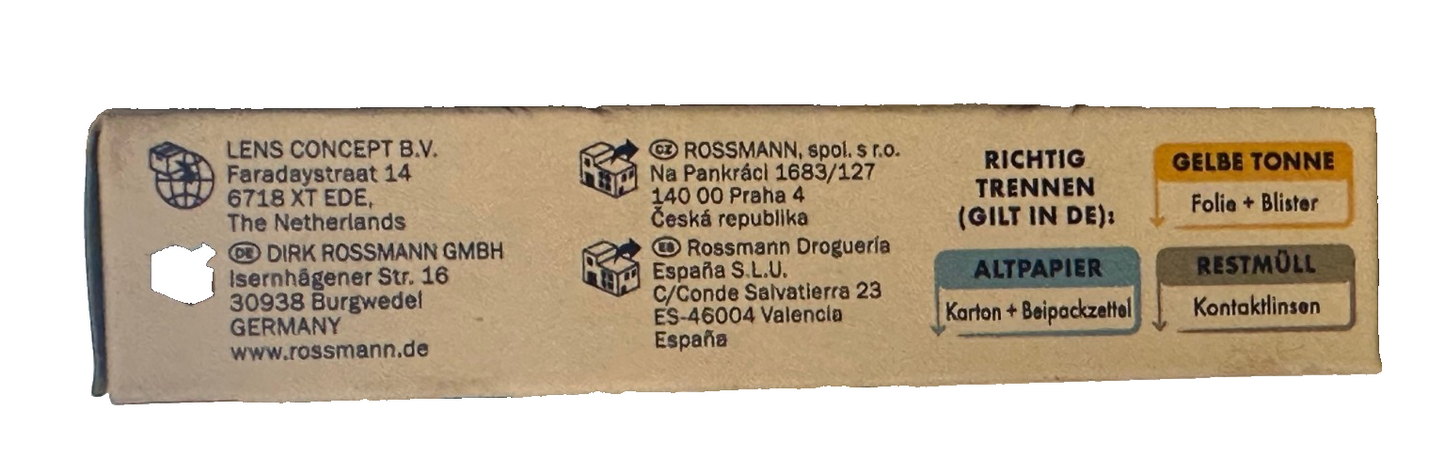 LENS CONCEPT B.V.
Faradaystraat 14
6718 XT EDE,
The Netherlands
DE DIRK ROSSMANN GMBH
Isernhägener Str. 16
30938 Burgwedel
GERMANY
www.rossmann.de
CZ ROSSMANN, spol. s r.o.
Na Pankráci 1683/127
140 00 Praha 4
Česká republika
ES Rossmann Droguería
España S.L.U.
C/Conde Salvatierra 23
ES-46004 Valencia
España
RICHTIG
TRENNEN
(GILT IN DE):
GELBE TONNE
Folie + Blister
ALTPAPIER
Karton + Beipackzettel
RESTMÜLL
Kontaktlinsen